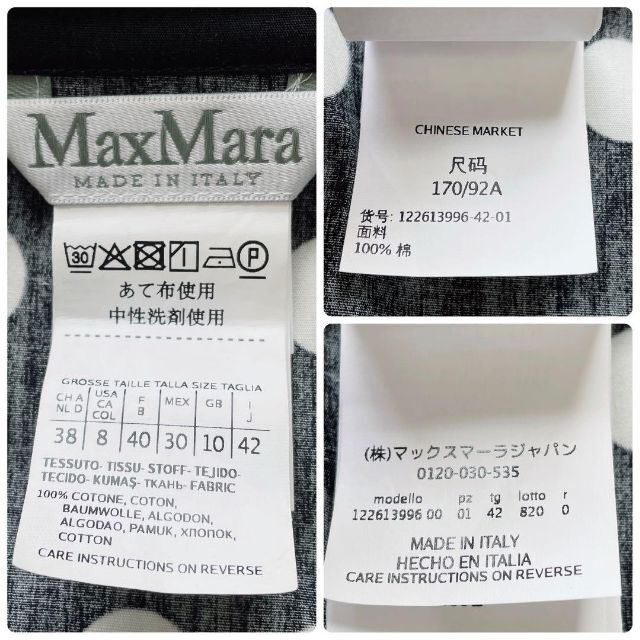 MaxMara
MADE IN ITALY
30
あて布使用
中性洗剤使用
GRÖSSE TAILLE TALLA SIZE TAGLIA
CH A NL D
USA CA COL
F B
MEX
GB
I J
38 8 40 30 10 42
TESSUTO- TISSU- STOFF- TEJIDO-
TECIDO- KUMAŞ- ТКАНЬ- FABRIC
100% COTONE, COTON,
BAUMWOLLE, ALGODON,
ALGODAO, PAMUK, ХЛОПОК,
COTTON
CARE INSTRUCTIONS ON REVERSE
CHINESE MARKET
尺码
170/92A
货号: 122613996-42-01
面料
100% 棉
(株)マックスマーラジャパン
0120-030-535
modello pz tg lotto r
122613996 00 01 42 820 0
MADE IN ITALY
HECHO EN ITALIA
CARE INSTRUCTIONS ON REVERSE